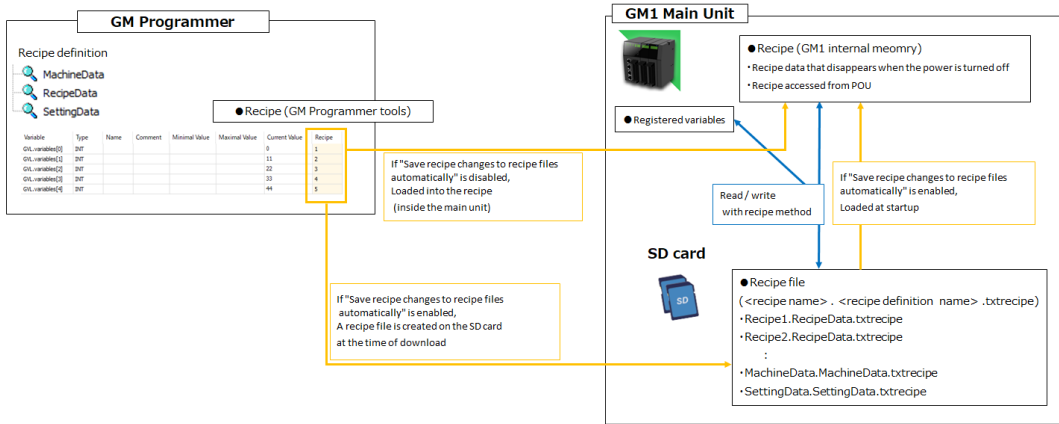 GM Programmer
Recipe definition
MachineData
RecipeData
SettingData
●Recipe (GM Programmer tools)
Variable Type Name Comment Minimal Value Maximal Value Current Value Recipe
GVL.variables[0] INT 0 1
GVL.variables[1] INT 11 2
GVL.variables[2] INT 22 3
GVL.variables[3] INT 33 4
GVL.variables[4] INT 44 5
If "Save recipe changes to recipe files
automatically" is disabled,
Loaded into the recipe
(inside the main unit)
If "Save recipe changes to recipe files
automatically" is enabled,
A recipe file is created on the SD card
at the time of download
GM1 Main Unit
●Recipe (GM1 internal meomry)
・Recipe data that disappears when the power is turned off
・Recipe accessed from POU
●Registered variables
Read / write
with recipe method
If "Save recipe changes to recipe files
automatically" is enabled,
Loaded at startup
SD card
SD
●Recipe file
(<recipe name> . <recipe definition name> .txtrecipe)
・Recipe1.RecipeData.txtrecipe
・Recipe2.RecipeData.txtrecipe
:
・MachineData.MachineData.txtrecipe
・SettingData.SettingData.txtrecipe